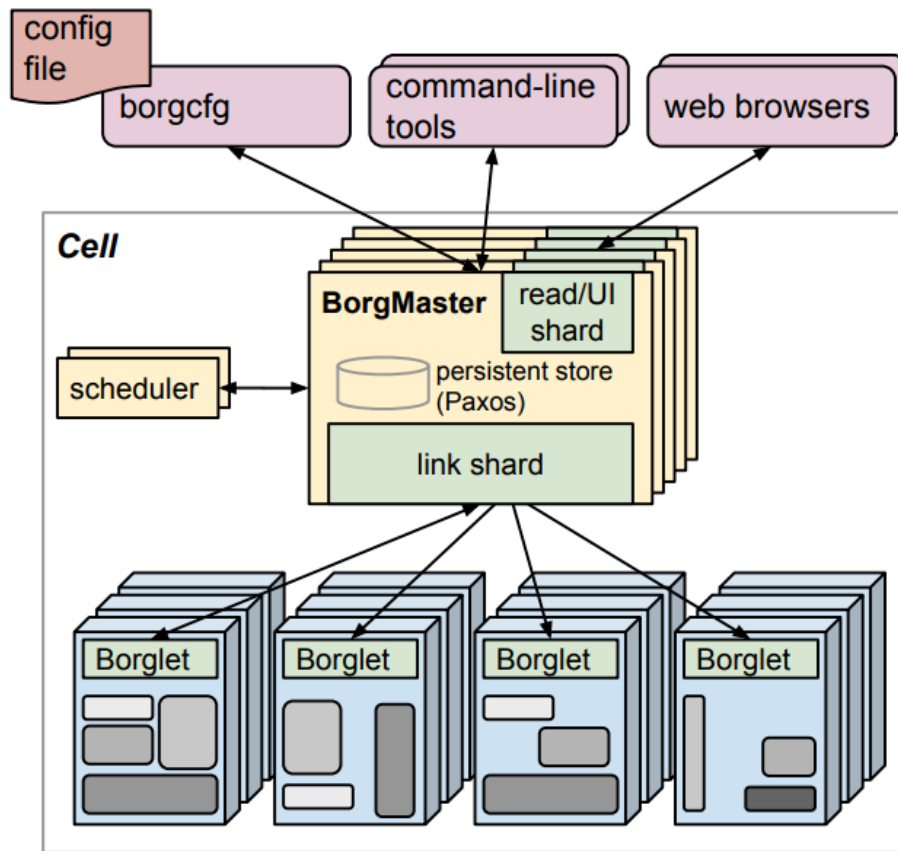 config
file
borgcfg
command-line
tools
web browsers
Cell
BorgMaster
read/UI
shard
scheduler
persistent store
(Paxos)
link shard
Borglet
Borglet
Borglet
Borglet